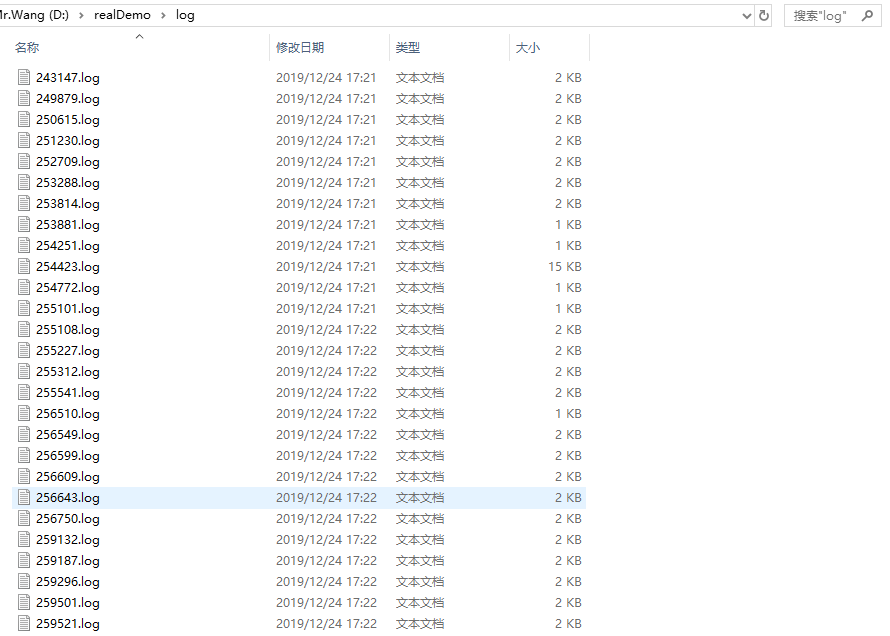 Mr.Wang (D:) > realDemo > log 搜索"log"
名称 修改日期 类型 大小
243147.log 2019/12/24 17:21 文本文档 2 KB
249879.log 2019/12/24 17:21 文本文档 2 KB
250615.log 2019/12/24 17:21 文本文档 2 KB
251230.log 2019/12/24 17:21 文本文档 2 KB
252709.log 2019/12/24 17:21 文本文档 2 KB
253288.log 2019/12/24 17:21 文本文档 2 KB
253814.log 2019/12/24 17:21 文本文档 2 KB
253881.log 2019/12/24 17:21 文本文档 1 KB
254251.log 2019/12/24 17:21 文本文档 1 KB
254423.log 2019/12/24 17:21 文本文档 15 KB
254772.log 2019/12/24 17:21 文本文档 1 KB
255101.log 2019/12/24 17:21 文本文档 1 KB
255108.log 2019/12/24 17:22 文本文档 2 KB
255227.log 2019/12/24 17:22 文本文档 2 KB
255312.log 2019/12/24 17:22 文本文档 2 KB
255541.log 2019/12/24 17:22 文本文档 2 KB
256510.log 2019/12/24 17:22 文本文档 1 KB
256549.log 2019/12/24 17:22 文本文档 2 KB
256599.log 2019/12/24 17:22 文本文档 2 KB
256609.log 2019/12/24 17:22 文本文档 2 KB
256643.log 2019/12/24 17:22 文本文档 2 KB
256750.log 2019/12/24 17:22 文本文档 2 KB
259132.log 2019/12/24 17:22 文本文档 2 KB
259187.log 2019/12/24 17:22 文本文档 2 KB
259296.log 2019/12/24 17:22 文本文档 2 KB
259501.log 2019/12/24 17:22 文本文档 2 KB
259521.log 2019/12/24 17:22 文本文档 2 KB